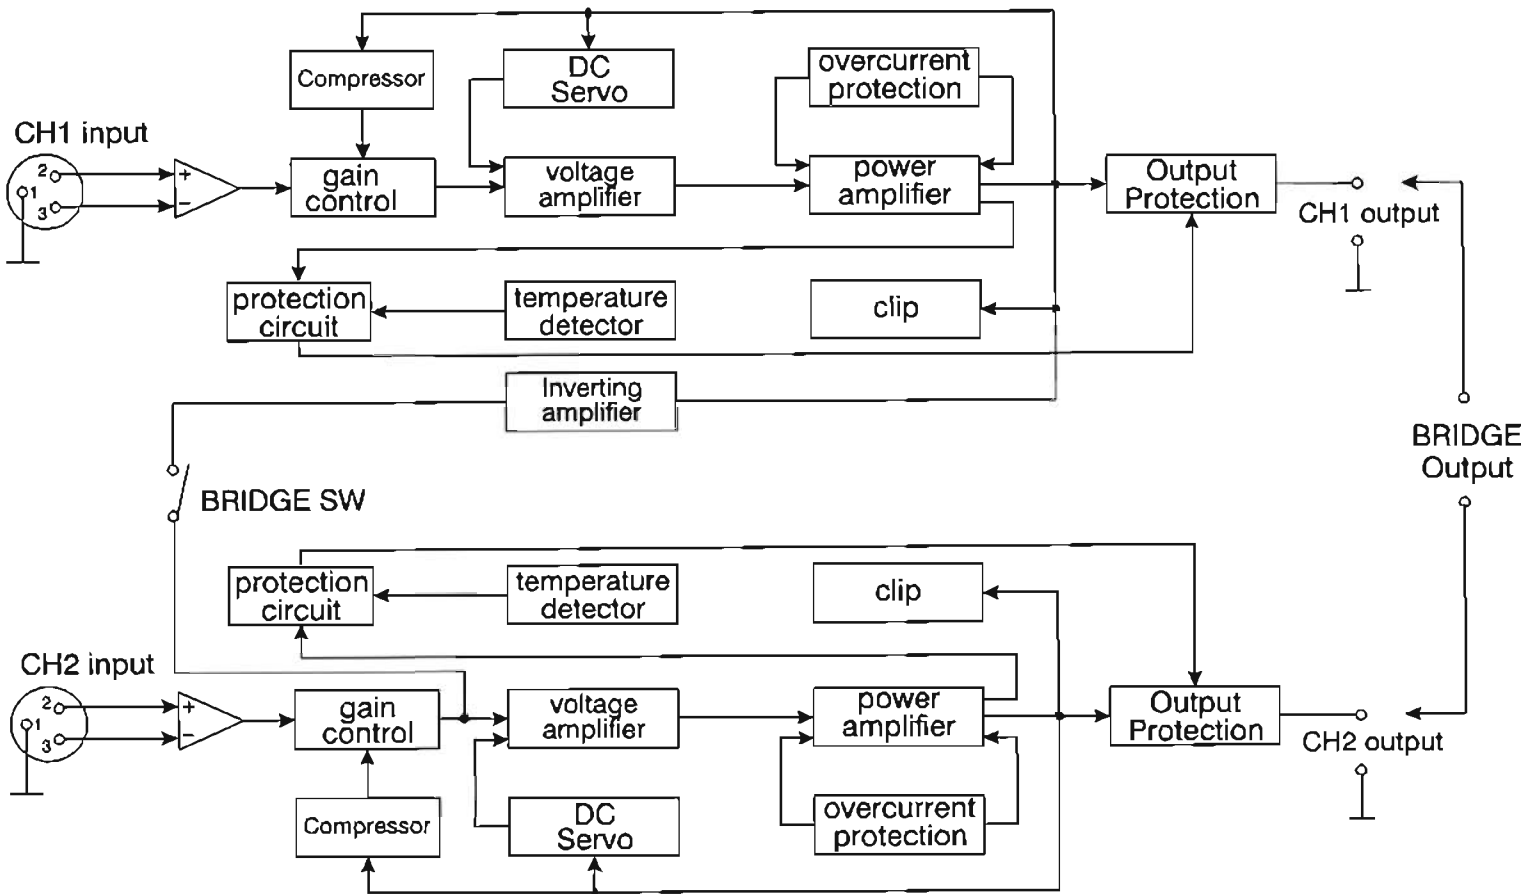 Compressor
DC
Servo
overcurrent
protection
CH1 input
2
1
3
+
−
gain
control
voltage
amplifier
power
amplifier
Output
Protection
CH1 output
protection
circuit
temperature
detector
clip
Inverting
amplifier
BRIDGE SW
BRIDGE
Output
protection
circuit
temperature
detector
clip
CH2 input
2
1
3
+
−
gain
control
voltage
amplifier
power
amplifier
Output
Protection
CH2 output
Compressor
DC
Servo
overcurrent
protection